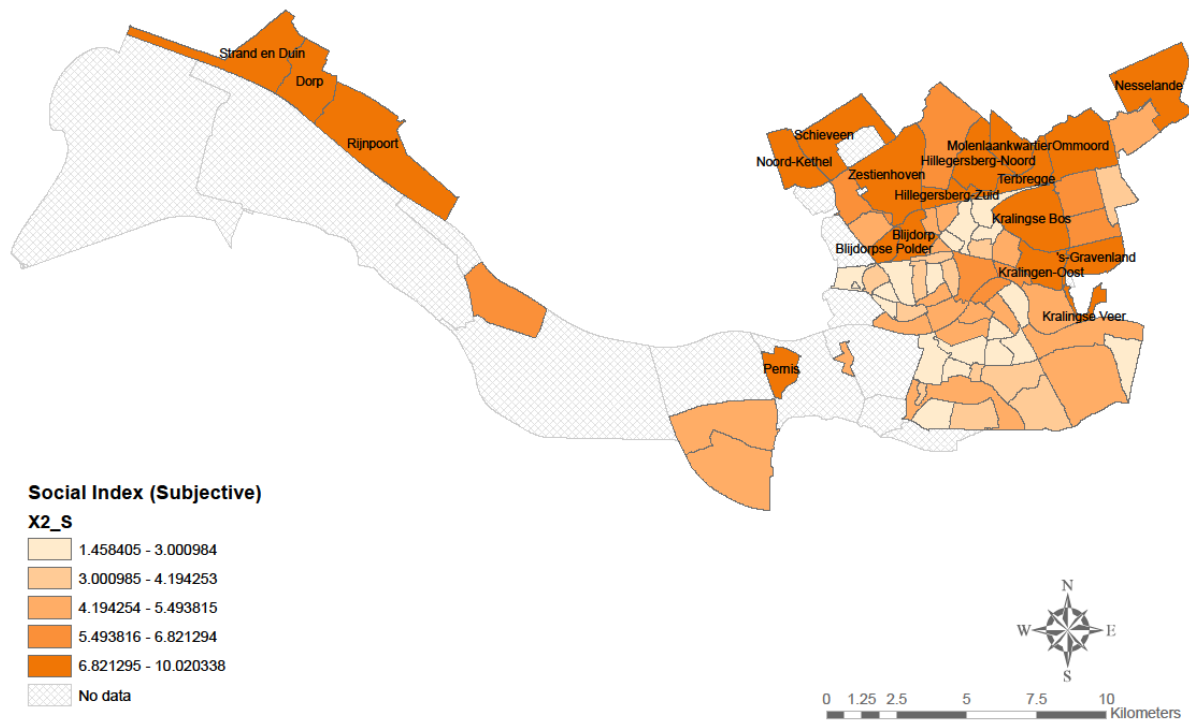 Strand en Duin
Dorp
Rijnpoort
Nesselande
Schieveen
Noord-Kethel
Molenlaankwartier
Ommoord
Hillegersberg-Noord
Zestienhoven
Terbregge
Hillegersberg-Zuid
Kralingse Bos
Blijdorp
Blijdorpse Polder
's-Gravenland
Kralingen-Oost
Kralingse Veer
Pernis
Social Index (Subjective)
X2_S
1.458405 - 3.000984
3.000985 - 4.194253
4.194254 - 5.493815
5.493816 - 6.821294
6.821295 - 10.020338
No data
N
W E
S
0 1.25 2.5 5 7.5 10
Kilometers